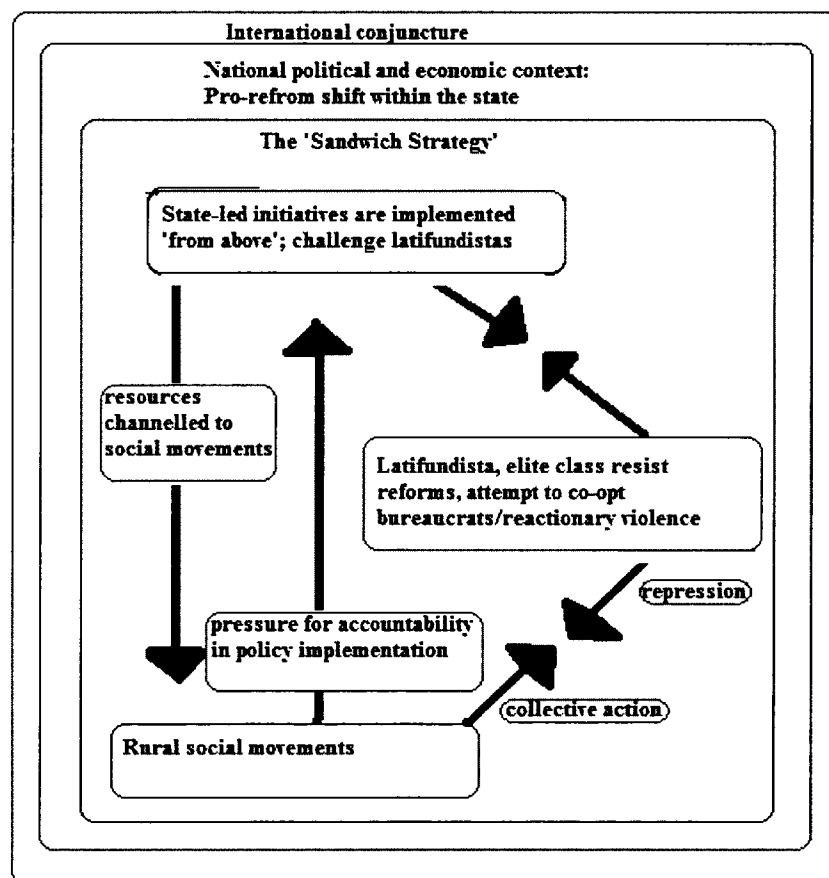 International conjuncture
National political and economic context:
Pro-refrom shift within the state
The 'Sandwich Strategy'
State-led initiatives are implemented
'from above'; challenge latifundistas
resources
channelled to
social movements
Latifundista, elite class resist
reforms, attempt to co-opt
bureaucrats/reactionary violence
repression
pressure for accountability
in policy implementation
collective action
Rural social movements